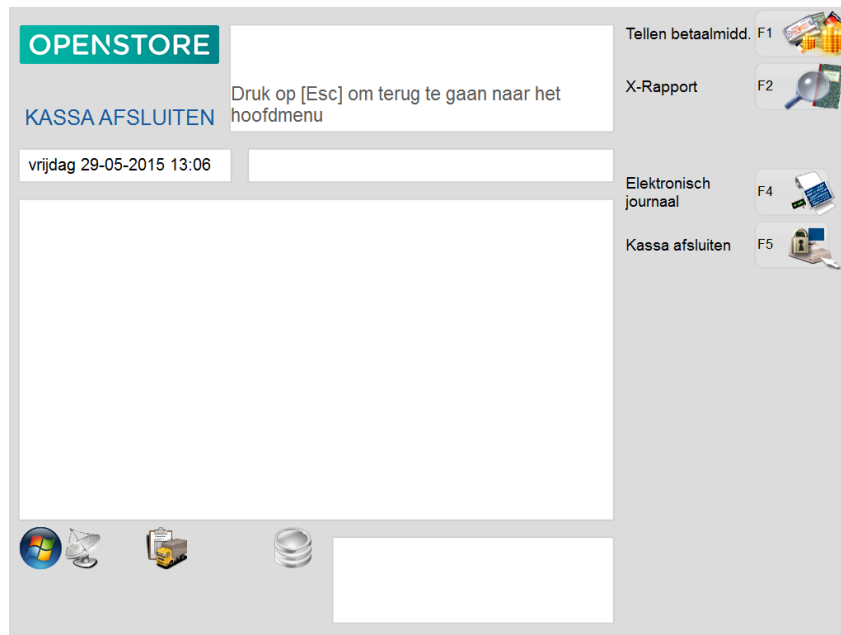 OPENSTORE
Druk op [Esc] om terug te gaan naar het
hoofdmenu
KASSA AFSLUITEN
vrijdag 29-05-2015 13:06
Tellen betaalmidd. F1
X-Rapport F2
Elektronisch
journaal F4
Kassa afsluiten F5